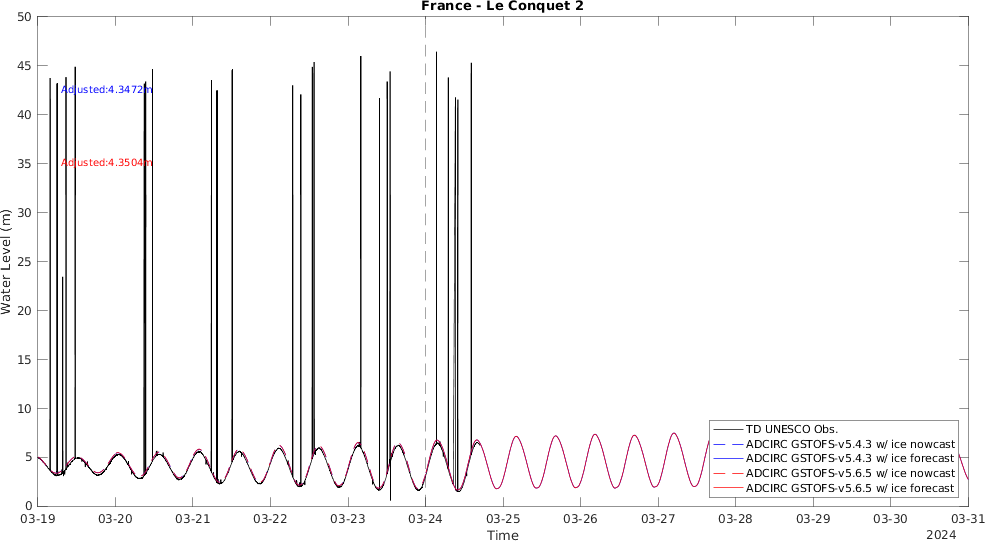 France - Le Conquet 2
50
45
40
35
30
25
20
15
10
5
0
Water Level (m)
Adjusted:4.3472m
Adjusted:4.3504m
TD UNESCO Obs.
ADCIRC GSTOFS-v5.4.3 w/ ice nowcast
ADCIRC GSTOFS-v5.4.3 w/ ice forecast
ADCIRC GSTOFS-v5.6.5 w/ ice nowcast
ADCIRC GSTOFS-v5.6.5 w/ ice forecast
03-19 03-20 03-21 03-22 03-23 03-24 03-25 03-26 03-27 03-28 03-29 03-30 03-31
Time
2024